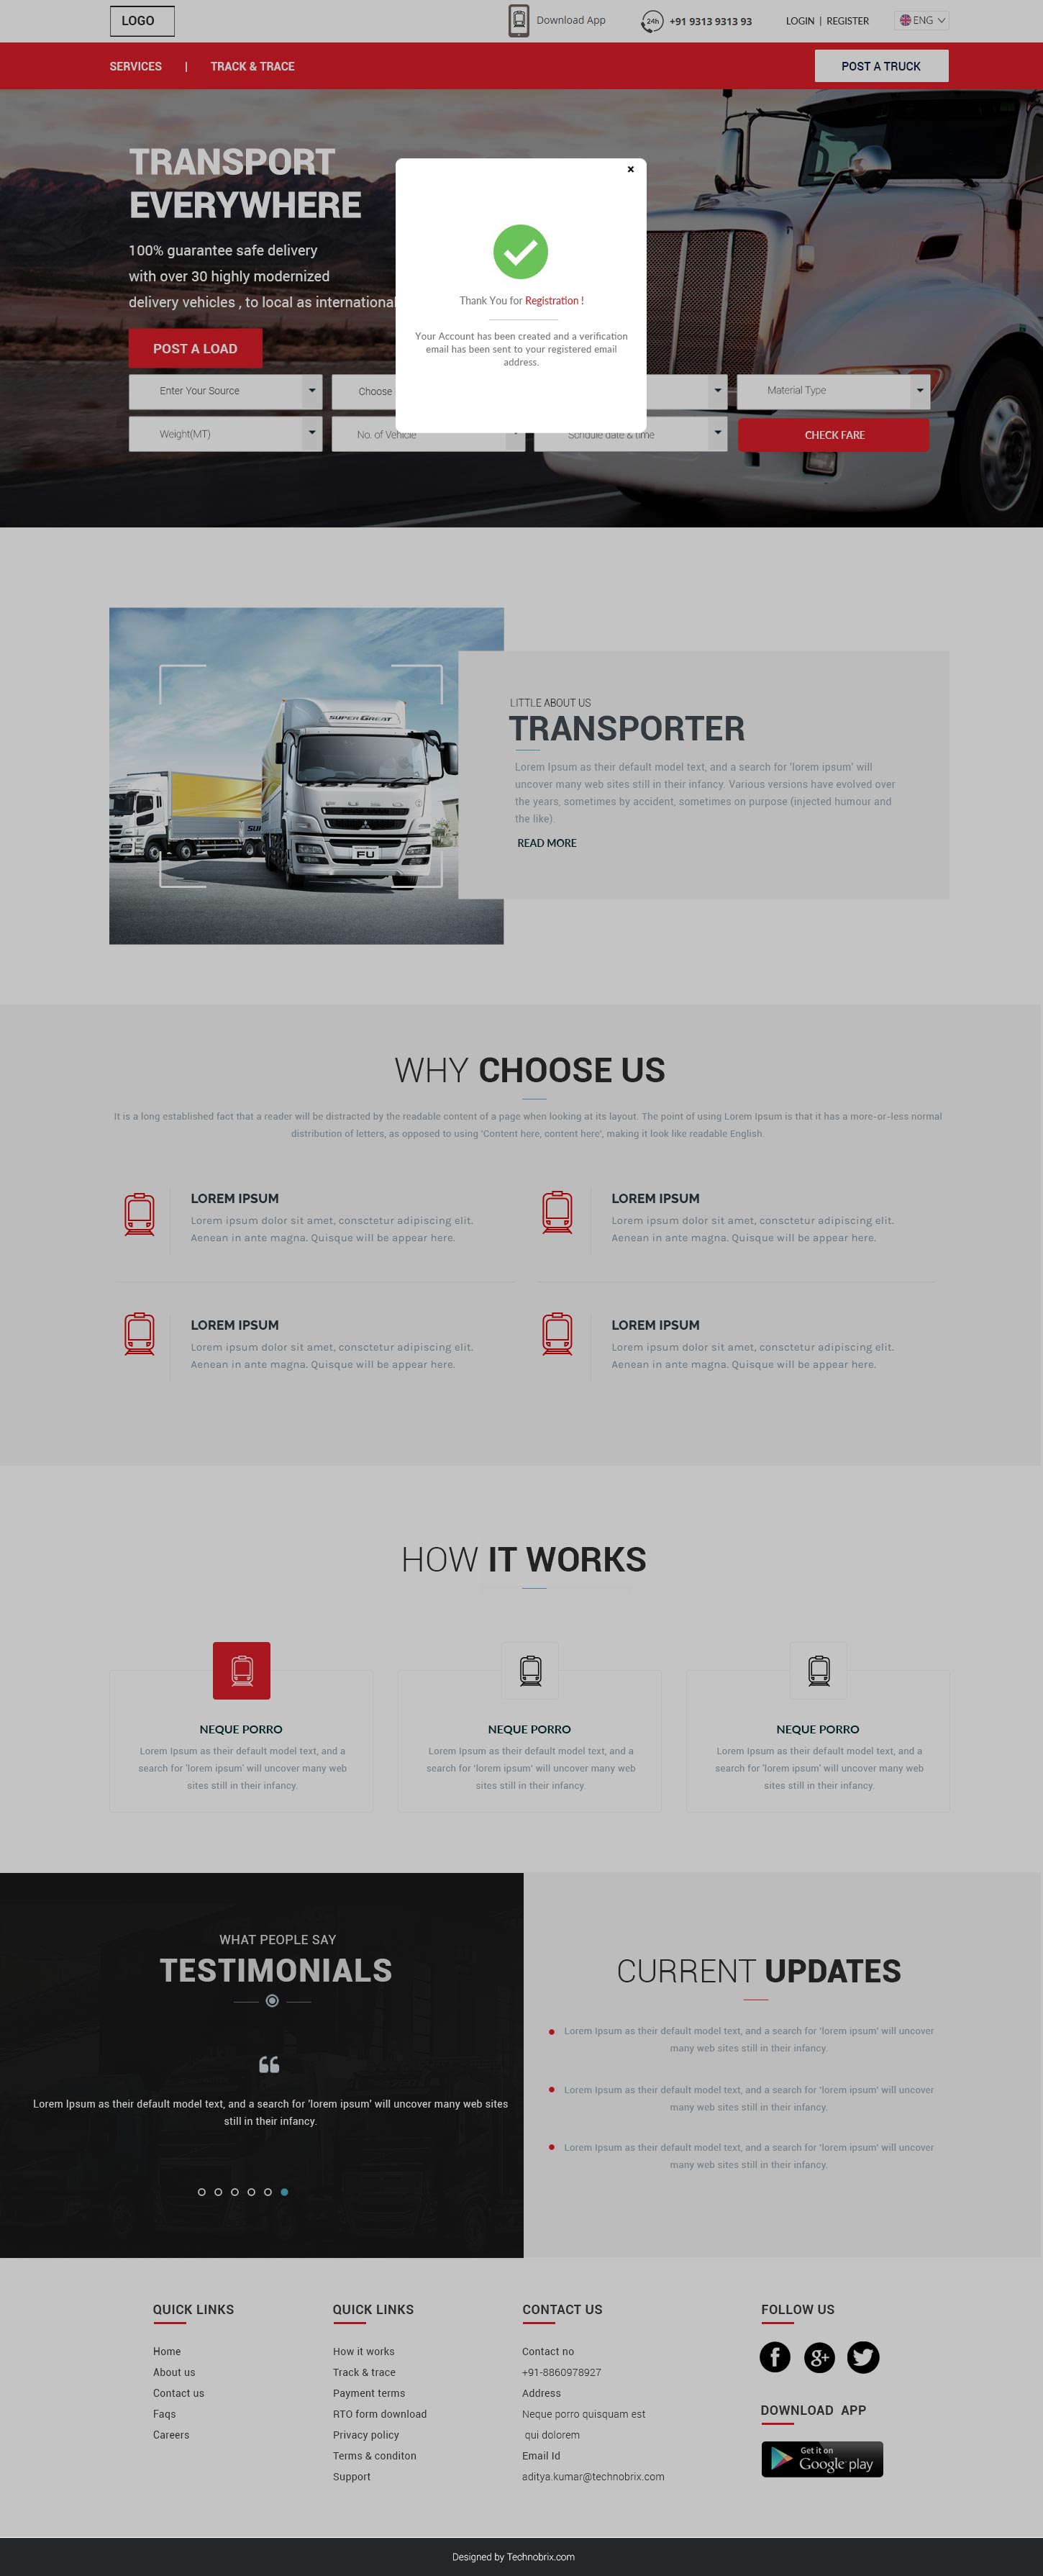 LOGO
Download App
24h
+91 9313 9313 93
LOGIN | REGISTER
ENG
SERVICES | TRACK & TRACE
POST A TRUCK
TRANSPORT
EVERYWHERE
100% guarantee safe delivery
with over 30 highly modernized
delivery vehicles , to local as international
POST A LOAD
×
Thank You for Registration !
Your Account has been created and a verification
email has been sent to your registered email
address.
Enter Your Source
Choose
Material Type
Weight(MT)
No. of Vehicle
Schdule date & time
CHECK FARE
SUPER GREAT
FUSO
FU
LITTLE ABOUT US
TRANSPORTER
Lorem Ipsum as their default model text, and a search for 'lorem ipsum' will
uncover many web sites still in their infancy. Various versions have evolved over
the years, sometimes by accident, sometimes on purpose (injected humour and
the like).
READ MORE
WHY CHOOSE US
It is a long established fact that a reader will be distracted by the readable content of a page when looking at its layout. The point of using Lorem Ipsum is that it has a more-or-less normal
distribution of letters, as opposed to using 'Content here, content here', making it look like readable English.
LOREM IPSUM
Lorem ipsum dolor sit amet, consctetur adipiscing elit.
Aenean in ante magna. Quisque will be appear here.
LOREM IPSUM
Lorem ipsum dolor sit amet, consctetur adipiscing elit.
Aenean in ante magna. Quisque will be appear here.
LOREM IPSUM
Lorem ipsum dolor sit amet, consctetur adipiscing elit.
Aenean in ante magna. Quisque will be appear here.
LOREM IPSUM
Lorem ipsum dolor sit amet, consctetur adipiscing elit.
Aenean in ante magna. Quisque will be appear here.
HOW IT WORKS
NEQUE PORRO
Lorem Ipsum as their default model text, and a
search for 'lorem ipsum' will uncover many web
sites still in their infancy.
NEQUE PORRO
Lorem Ipsum as their default model text, and a
search for 'lorem ipsum' will uncover many web
sites still in their infancy.
NEQUE PORRO
Lorem Ipsum as their default model text, and a
search for 'lorem ipsum' will uncover many web
sites still in their infancy.
WHAT PEOPLE SAY
TESTIMONIALS
“
Lorem Ipsum as their default model text, and a search for 'lorem ipsum' will uncover many web sites
still in their infancy.
CURRENT UPDATES
Lorem Ipsum as their default model text, and a search for 'lorem ipsum' will uncover
many web sites still in their infancy.
Lorem Ipsum as their default model text, and a search for 'lorem ipsum' will uncover
many web sites still in their infancy.
Lorem Ipsum as their default model text, and a search for 'lorem ipsum' will uncover
many web sites still in their infancy.
QUICK LINKS
Home
About us
Contact us
Faqs
Careers
QUICK LINKS
How it works
Track & trace
Payment terms
RTO form download
Privacy policy
Terms & conditon
Support
CONTACT US
Contact no
+91-8860978927
Address
Neque porro quisquam est
qui dolorem
Email Id
aditya.kumar@technobrix.com
FOLLOW US
f
g+
DOWNLOAD APP
Get it on
Google play
Designed by Technobrix.com